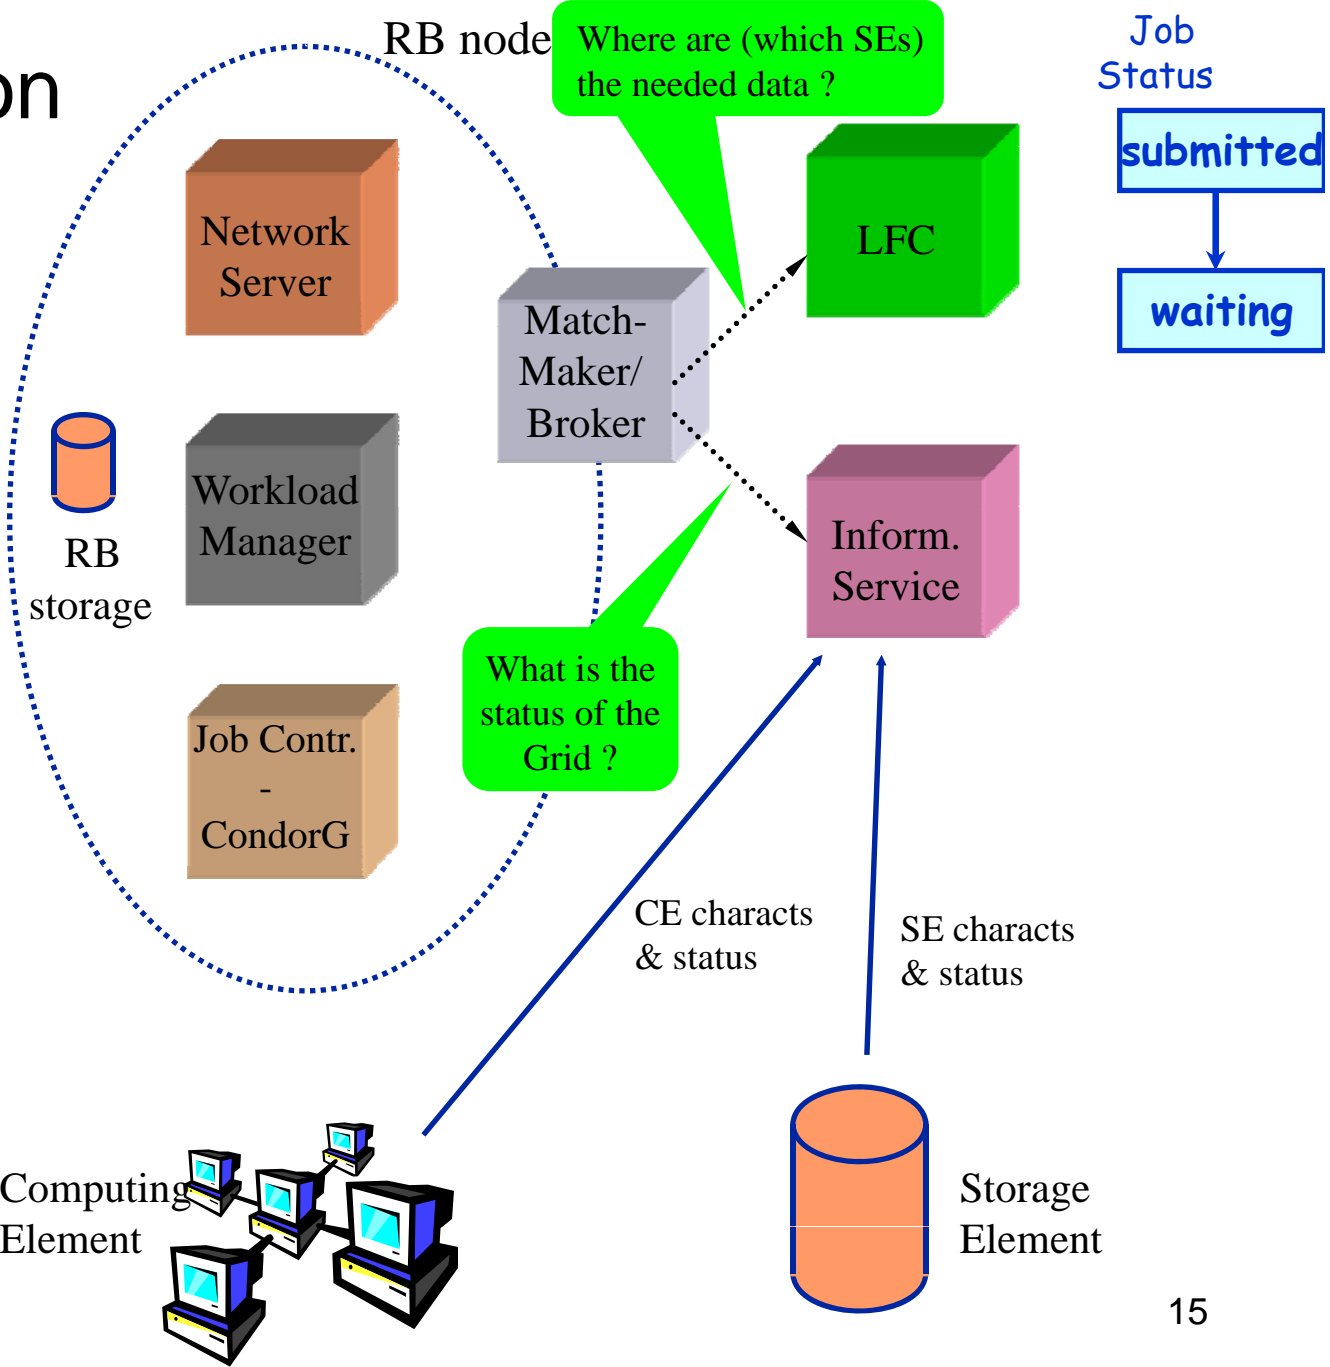 on
RB node
Where are (which SEs)
the needed data ?
Job
Status
submitted
waiting
Network
Server
LFC
Match-
Maker/
Broker
Workload
Manager
RB
storage
Inform.
Service
What is the
status of the
Grid ?
Job Contr.
-
CondorG
CE characts
& status
SE characts
& status
Computing
Element
Storage
Element
15